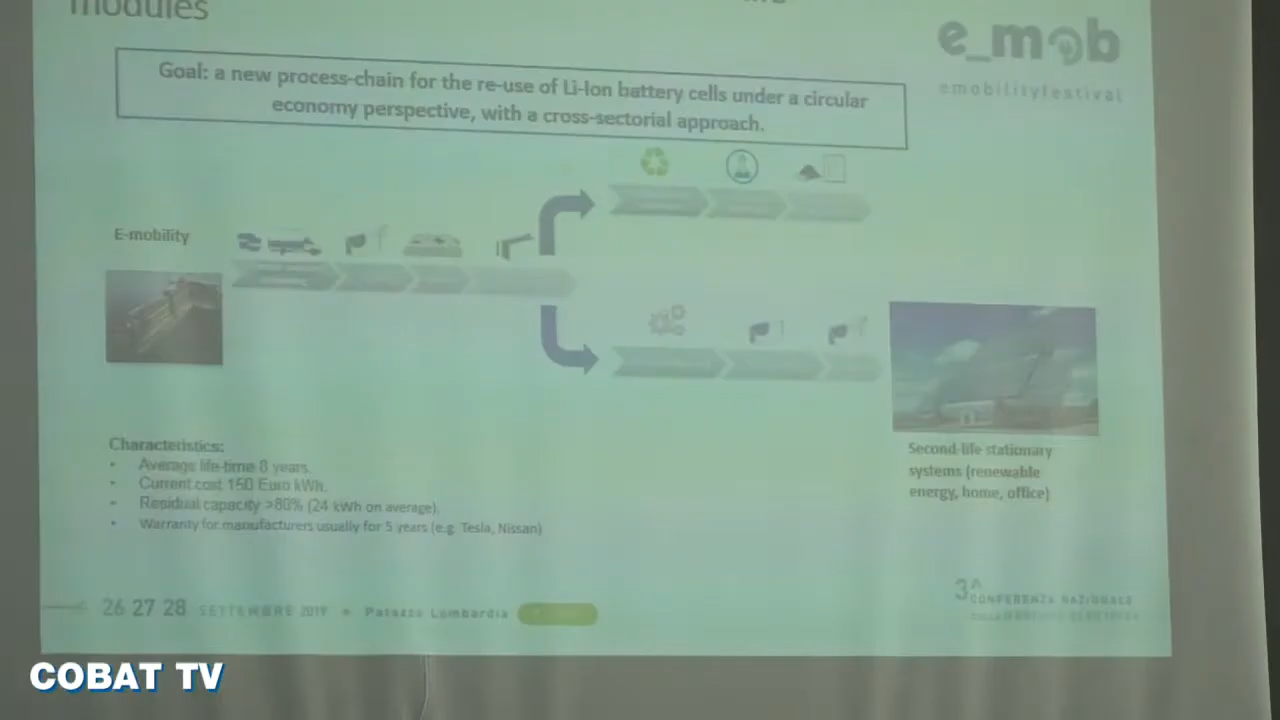 modules
e_mob
emobilityfestival
Goal: a new process-chain for the re-use of Li-Ion battery cells under a circular
economy perspective, with a cross-sectorial approach.
E-mobility
Characteristics:
• Average life-time 8 years.
• Current cost 150 Euro kWh.
• Residual capacity >80% (24 kWh on average).
• Warranty for manufacturers usually for 5 years (e.g. Tesla, Nissan)
Second-life stationary
systems (renewable
energy, home, office)
26 27 28 SETTEMBRE 2019 • Palazzo Lombardia
3^
CONFERENZA NAZIONALE
COBAT TV